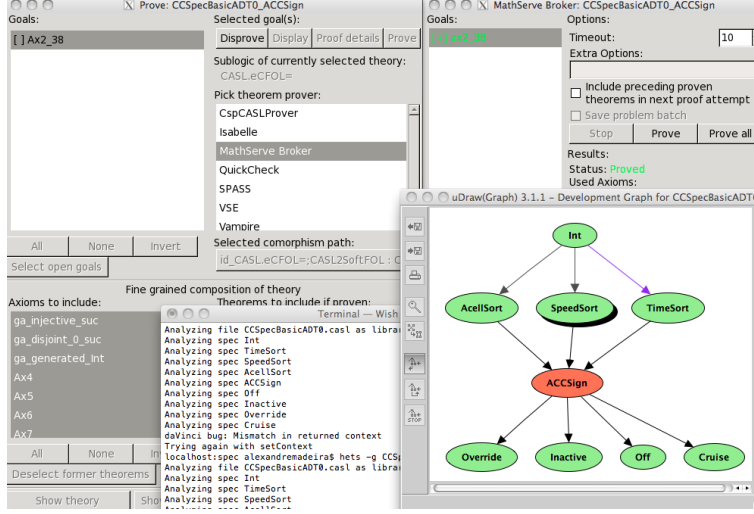 Prove: CCSpecBasicADT0_ACCSign
Goals:
[ ] Ax2_38
Selected goal(s):
Disprove Display Proof details Prove
Sublogic of currently selected theory:
CASL.eCFOL=
Pick theorem prover:
CspCASLProver
Isabelle
MathServe Broker
QuickCheck
SPASS
VSE
Vampire
All None Invert
Select open goals
Selected comorphism path:
id_CASL.eCFOL=;CASL2SoftFOL : C
Fine grained composition of theory
Axioms to include:
Theorems to include if proven:
ga_injective_suc
ga_disjoint_0_suc
ga_generated_Int
Ax4
Ax5
Ax6
Ax7
All None In
Deselect former theorems
Show theory Sho
MathServe Broker: CCSpecBasicADT0_ACCSign
Goals:
[+] Ax2_38
Options:
Timeout: 10
Extra Options:
Include preceding proven
theorems in next proof attempt
Save problem batch
Stop Prove Prove all
Results:
Status: Proved
Used Axioms:
Terminal — Wish
Analyzing file CCSpecBasicADT0.casl as librar
Analyzing spec Int
Analyzing spec TimeSort
Analyzing spec SpeedSort
Analyzing spec AcellSort
Analyzing spec ACCSign
Analyzing spec Off
Analyzing spec Inactive
Analyzing spec Override
Analyzing spec Cruise
daVinci bug: Mismatch in returned context
Trying again with setContext
localhost:spec alexandremadeira$ hets -g CCSp
Analyzing file CCSpecBasicADT0.casl as librar
Analyzing spec Int
Analyzing spec TimeSort
Analyzing spec SpeedSort
Analyzing spec AcellSort
uDraw(Graph) 3.1.1 – Development Graph for CCSpecBasicADT0
Int
AcellSort
SpeedSort
TimeSort
ACCSign
Override
Inactive
Off
Cruise
STOP